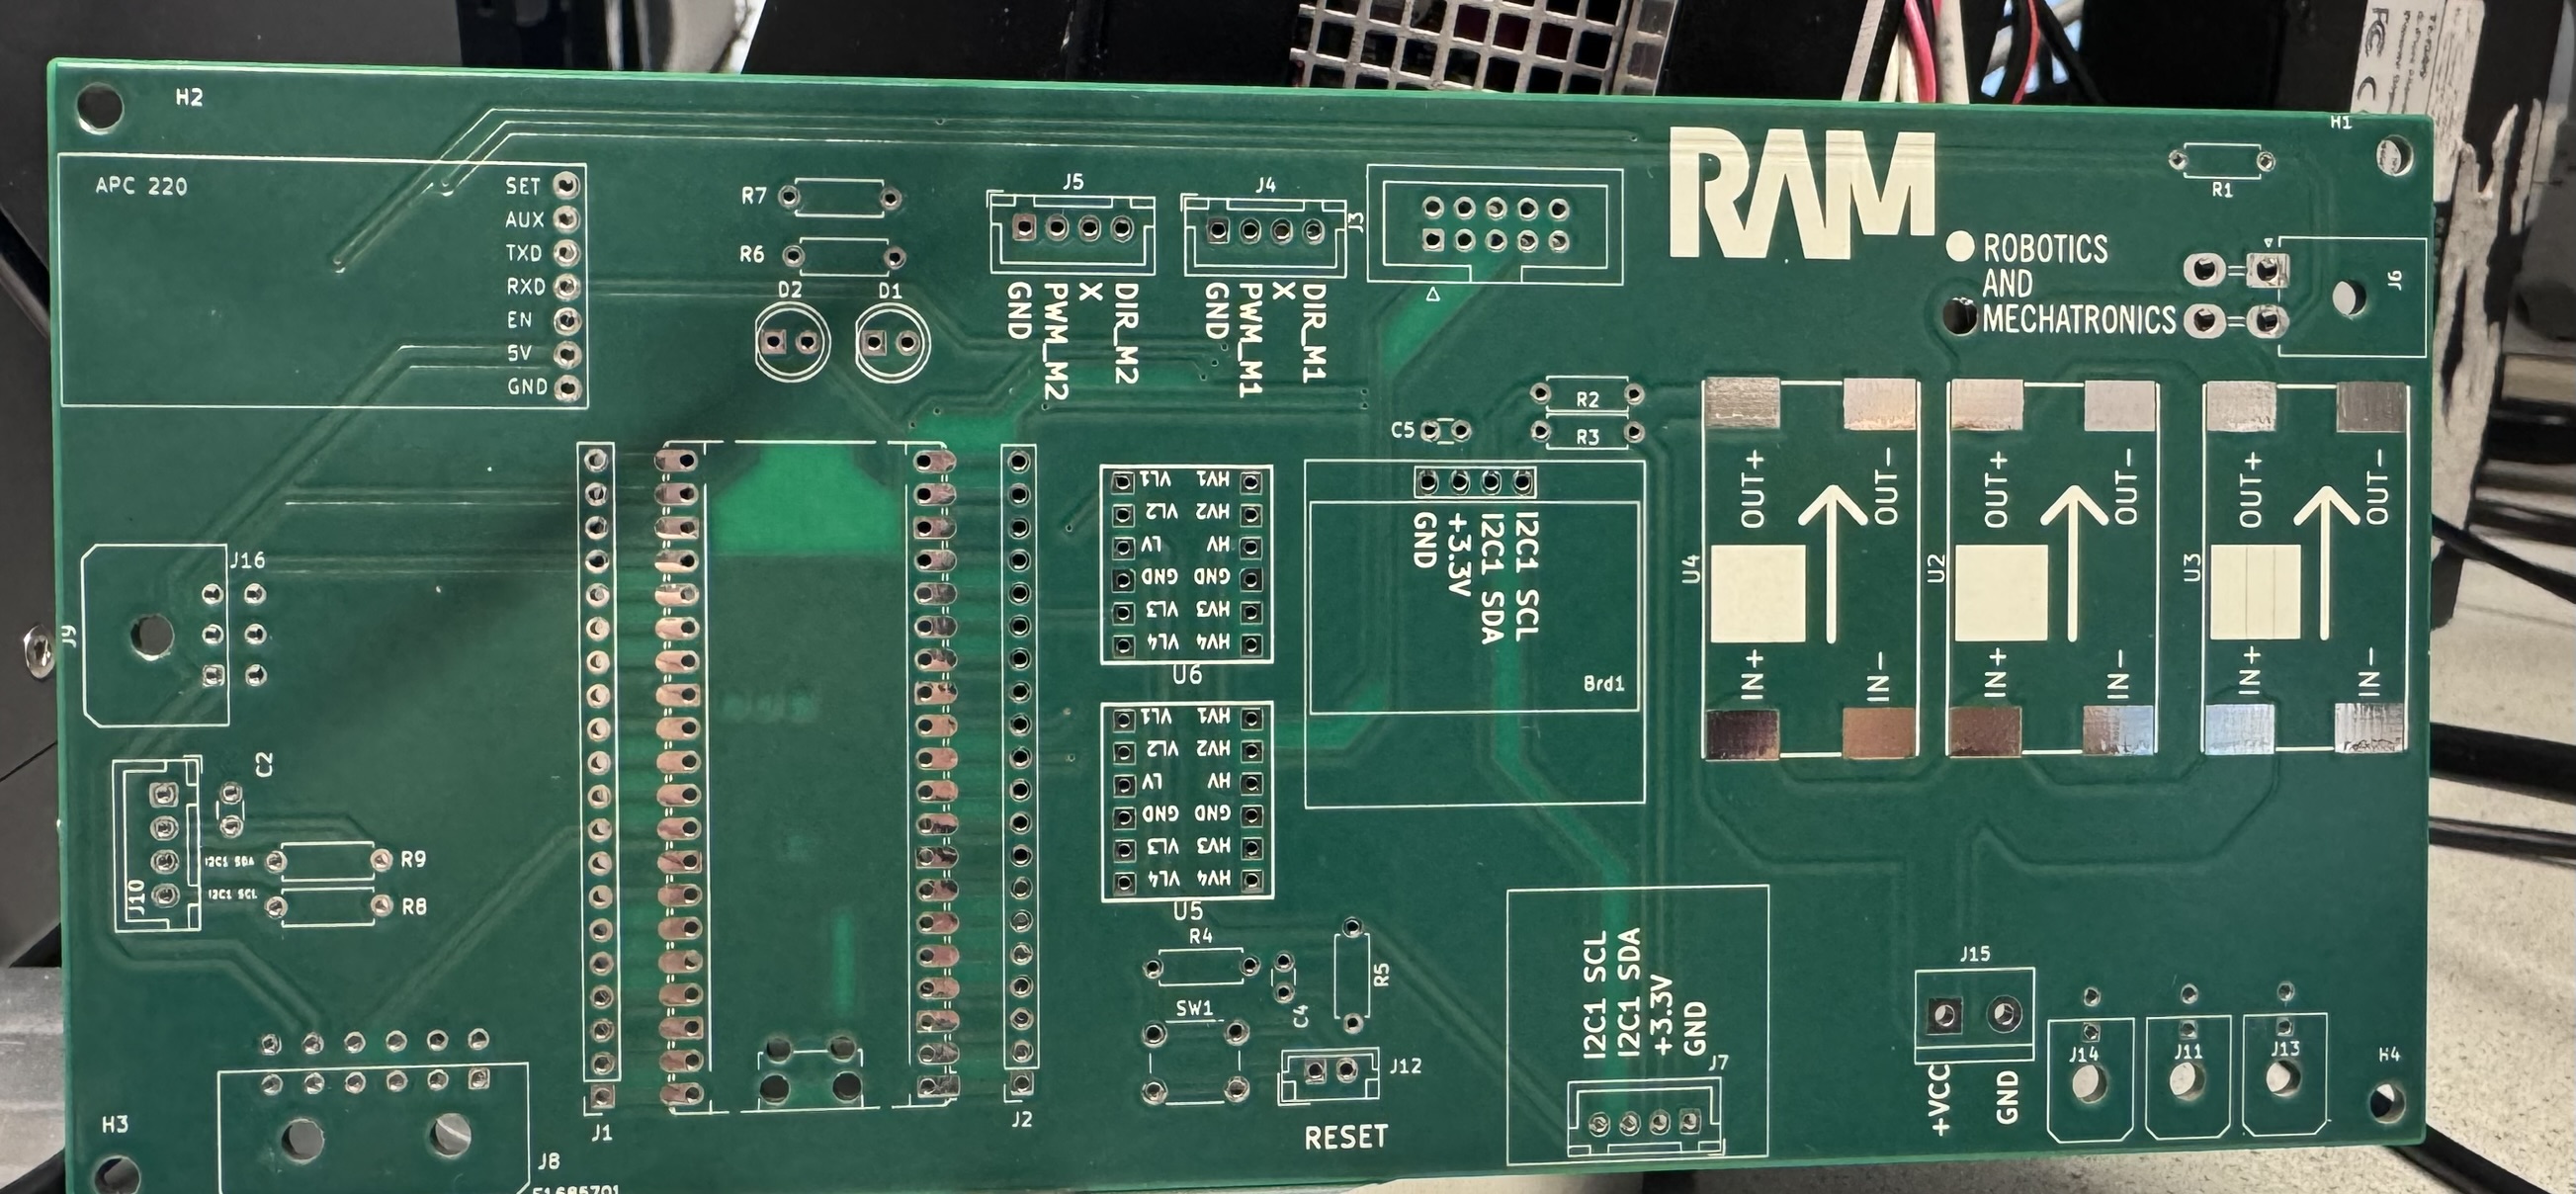 H2
H1
APC 220
SET
AUX
TXD
RXD
EN
5V
GND
R7
R6
D2
D1
J5
GND
PWM_M2
X
DIR_M2
J4
GND
PWM_M1
X
DIR_M1
J3
RAM
ROBOTICS
AND
MECHATRONICS
R1
J6
R2
R3
C5
VL1 HV1
VL2 HV2
LV HV
GND GND
VL3 HV3
VL4 HV4
U6
GND
+3.3V
I2C1 SDA
I2C1 SCL
Brd1
OUT+
OUT-
U4
IN+
IN-
OUT+
OUT-
U2
IN+
IN-
OUT+
OUT-
U3
IN+
IN-
J16
J9
VL1 HV1
VL2 HV2
LV HV
GND GND
VL3 HV3
VL4 HV4
U5
C2
I2C1 SDA
I2C1 SCL
J10
R9
R8
R4
R5
C4
SW1
J12
RESET
I2C1 SCL
I2C1 SDA
+3.3V
GND
J7
J15
+VCC
GND
J14
J11
J13
H4
H3
J8
J1
J2